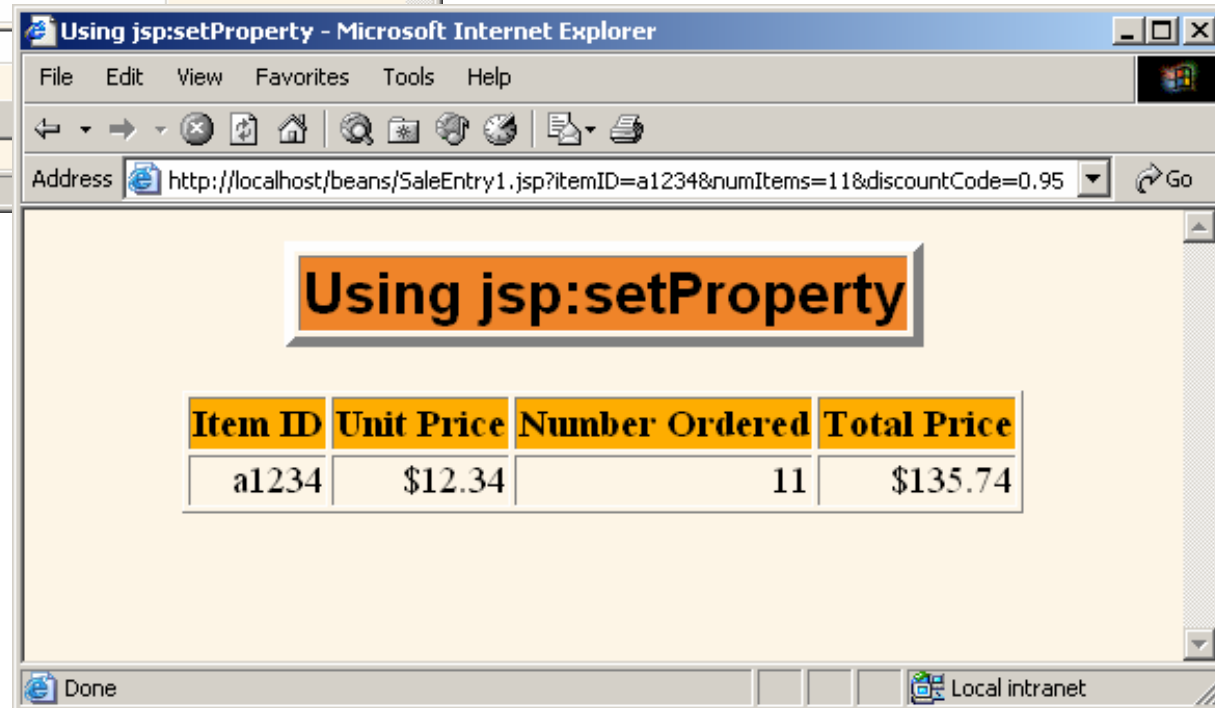 Using jsp:setProperty - Microsoft Internet Explorer
File Edit View Favorites Tools Help
Address http://localhost/beans/SaleEntry1.jsp?itemID=a1234&numItems=11&discountCode=0.95 Go
Using jsp:setProperty
Item ID Unit Price Number Ordered Total Price
a1234 $12.34 11 $135.74
Done Local intranet